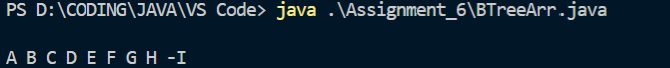 PS D:\CODING\JAVA\VS Code> java .\Assignment_6\BTreeArr.java
A B C D E F G H -I